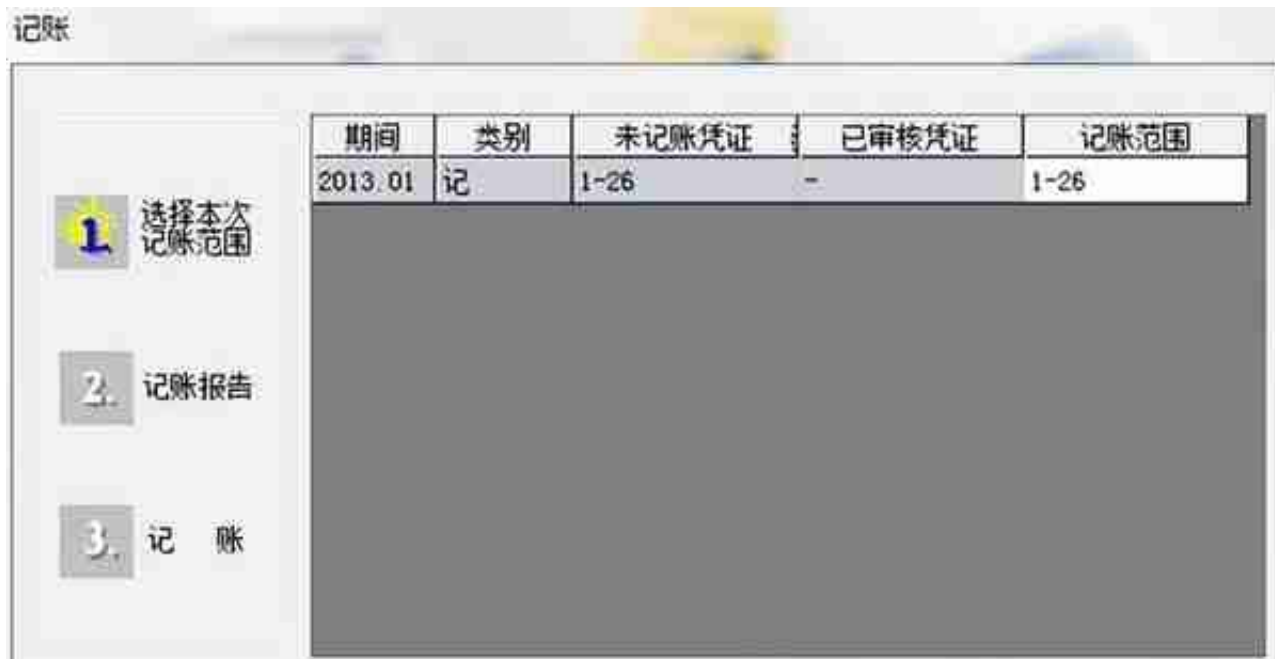 记账
期间 类别 未记账凭证 已审核凭证 记账范围
2013.01 记 1-26 - 1-26
1 选择本次
记账范围
2. 记账报告
3. 记 账